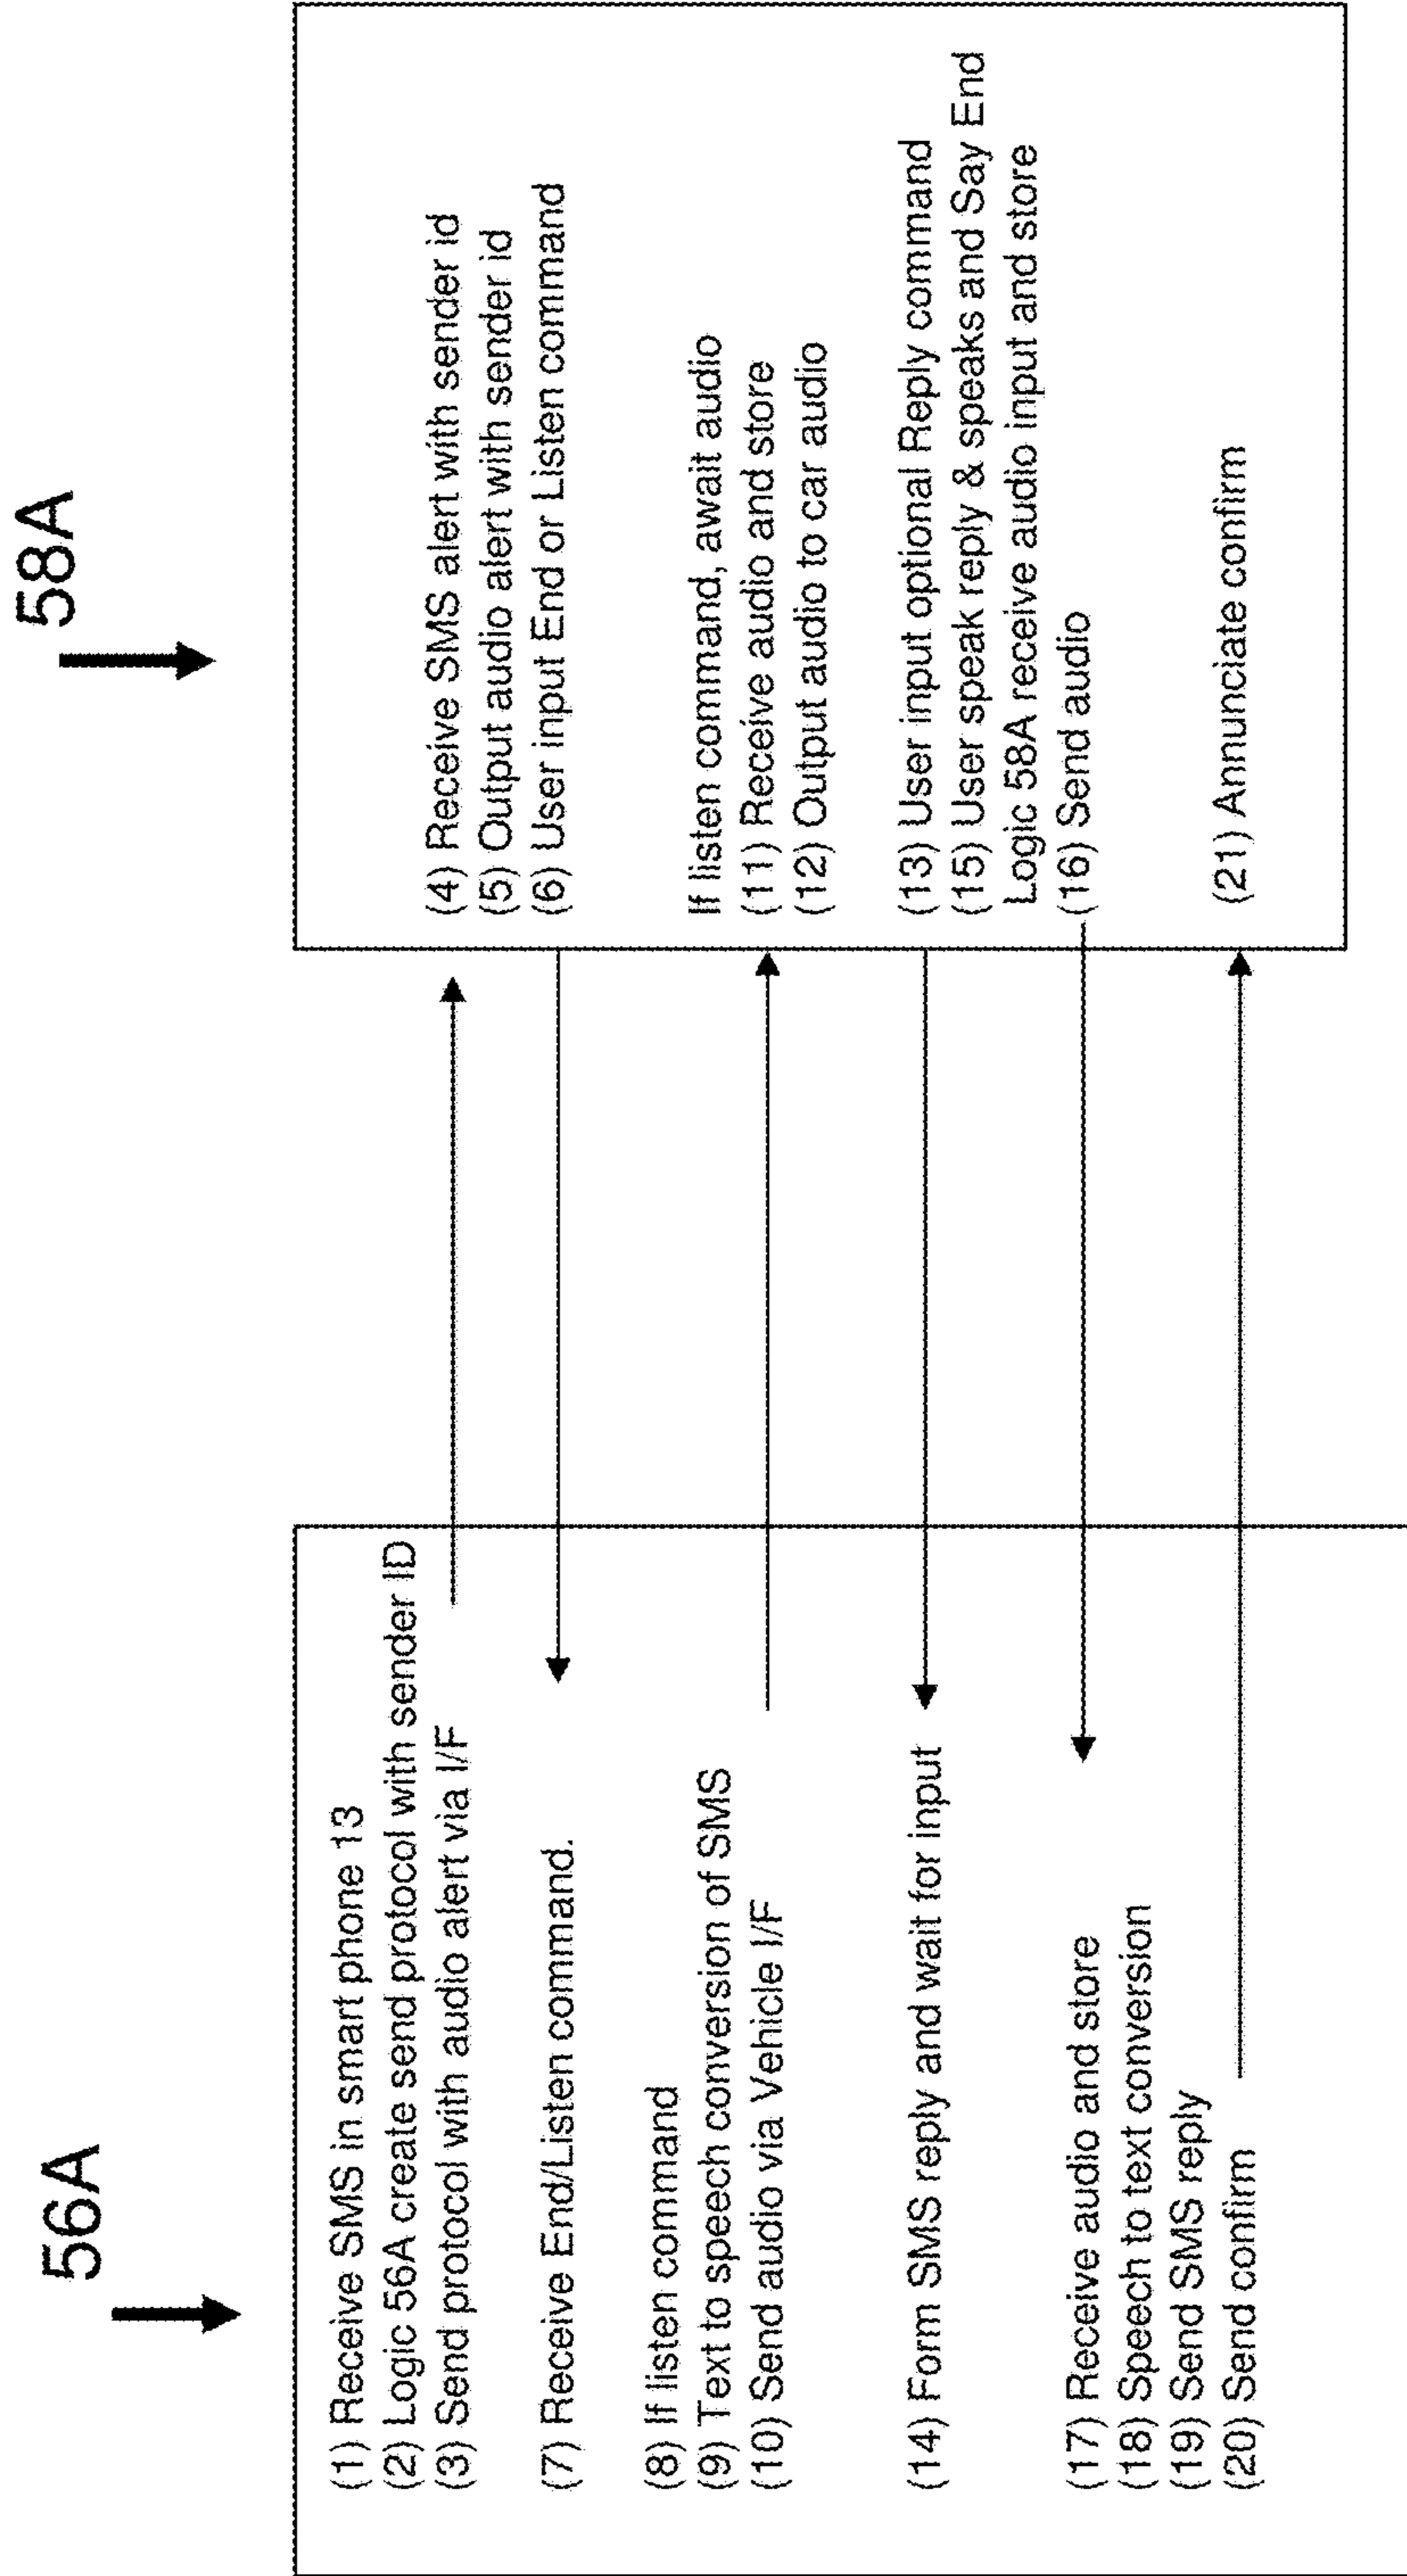 56A
(1) Receive SMS in smart phone 13
(2) Logic 56A create send protocol with sender ID
(3) Send protocol with audio alert via I/F
(7) Receive End/Listen command.
(8) If listen command
(9) Text to speech conversion of SMS
(10) Send audio via Vehicle I/F
(14) Form SMS reply and wait for input
(17) Receive audio and store
(18) Speech to text conversion
(19) Send SMS reply
(20) Send confirm
58A
(4) Receive SMS alert with sender id
(5) Output audio alert with sender id
(6) User input End or Listen command
If listen command, await audio
(11) Receive audio and store
(12) Output audio to car audio
(13) User input optional Reply command
(15) User speak reply & speaks and Say End
Logic 58A receive audio input and store
(16) Send audio
(21) Annunciate confirm